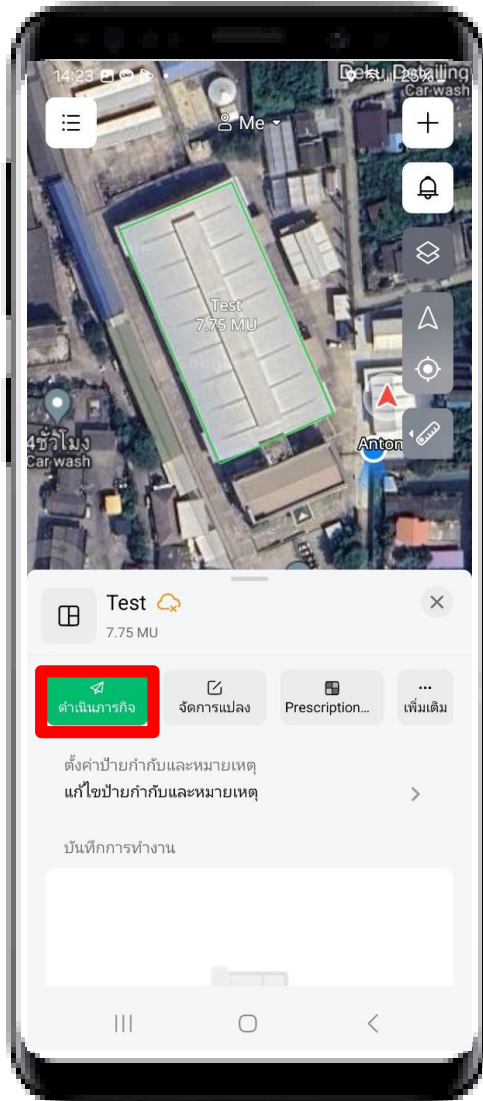 14:23
25%
Deku Detailing
Car wash
Me
Test
7.75 MU
4ชั่วโมง
Car wash
Anton
Test
7.75 MU
ดำเนินภารกิจ
จัดการแปลง
Prescription...
เพิ่มเติม
ตั้งค่าป้ายกำกับและหมายเหตุ
แก้ไขป้ายกำกับและหมายเหตุ
บันทึกการทำงาน